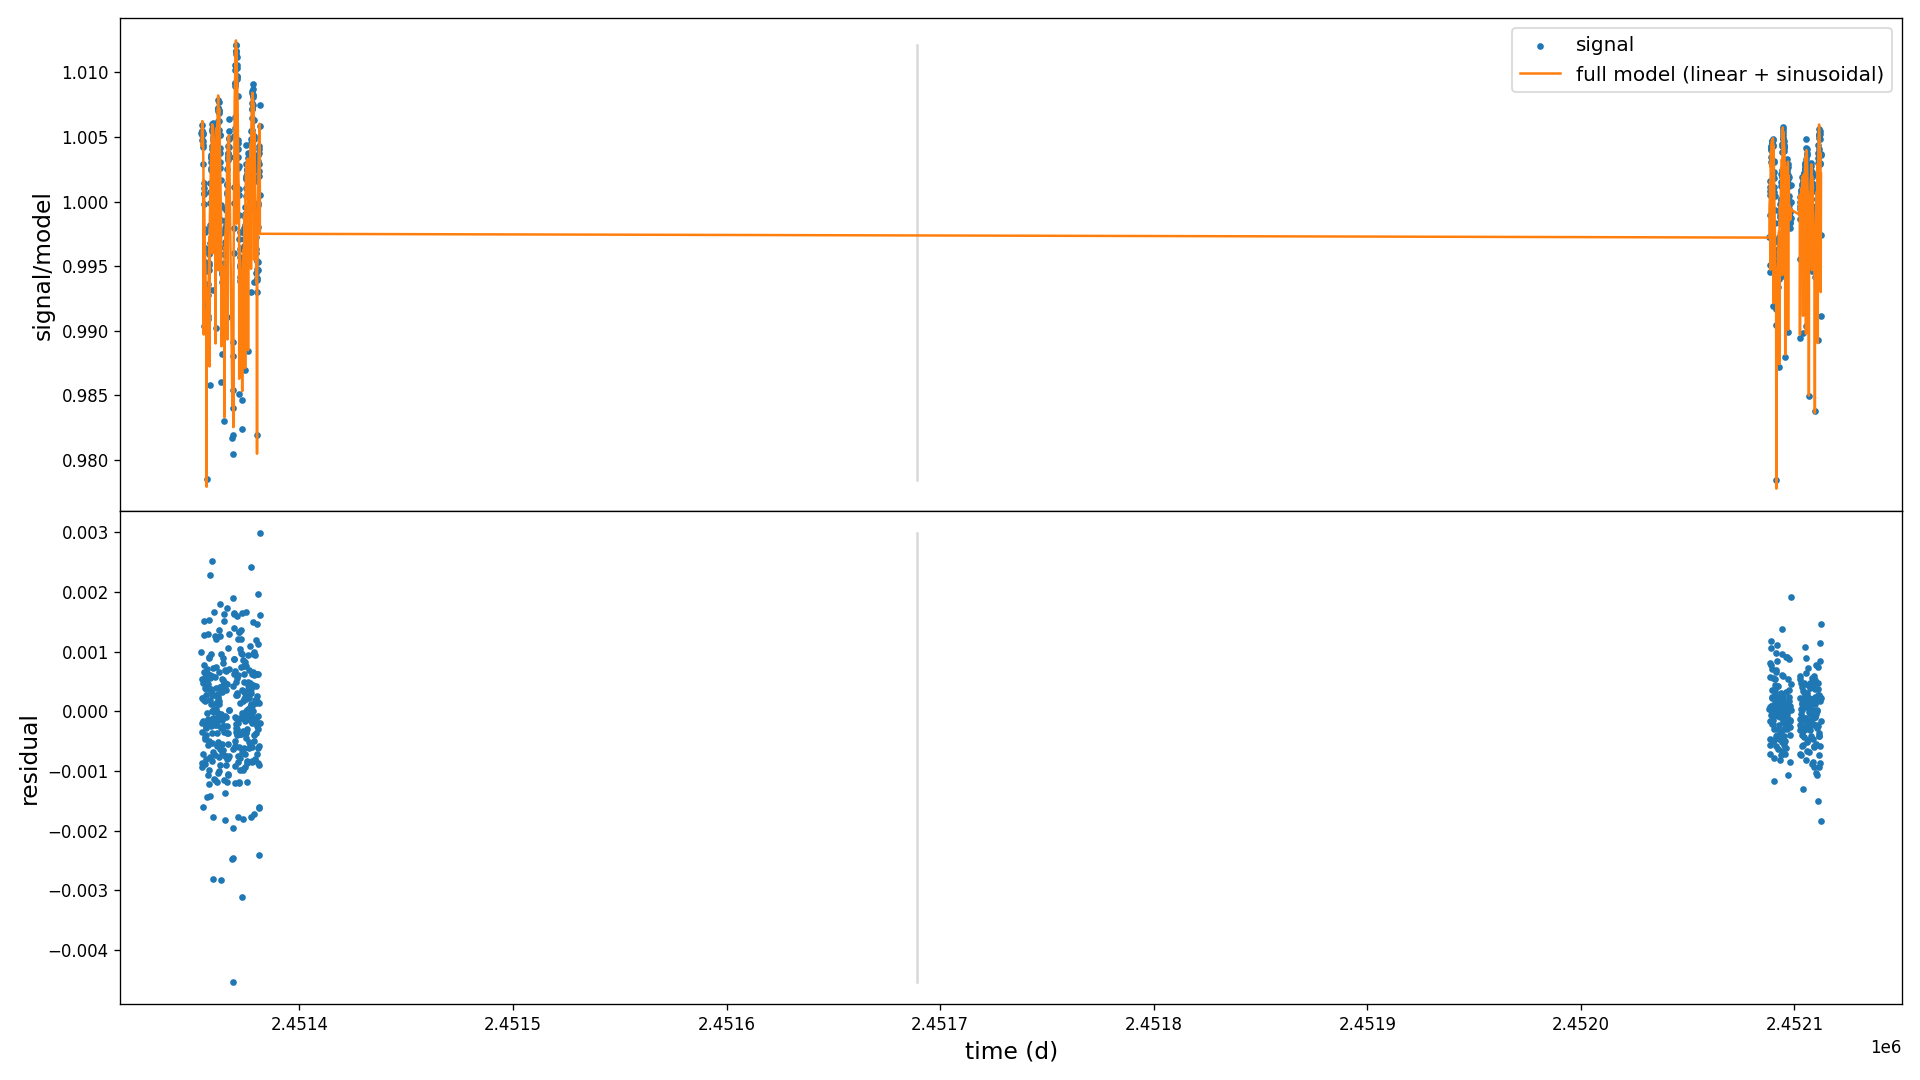 signal
full model (linear + sinusoidal)
signal/model
1.010
1.005
1.000
0.995
0.990
0.985
0.980
residual
0.003
0.002
0.001
0.000
−0.001
−0.002
−0.003
−0.004
2.4514 2.4515 2.4516 2.4517 2.4518 2.4519 2.4520 2.4521
time (d)
1e6